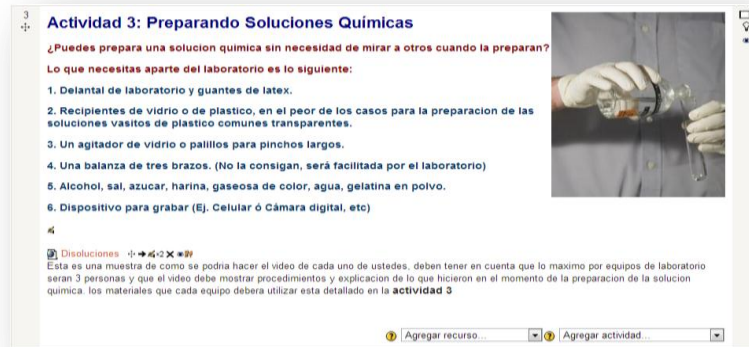 3
Actividad 3: Preparando Soluciones Químicas
¿Puedes prepara una solucion quimica sin necesidad de mirar a otros cuando la preparan?
Lo que necesitas aparte del laboratorio es lo siguiente:
1. Delantal de laboratorio y guantes de latex.
2. Recipientes de vidrio o de plastico, en el peor de los casos para la preparacion de las
soluciones vasitos de plastico comunes transparentes.
3. Un agitador de vidrio o palillos para pinchos largos.
4. Una balanza de tres brazos. (No la consigan, será facilitada por el laboratorio)
5. Alcohol, sal, azucar, harina, gaseosa de color, agua, gelatina en polvo.
6. Dispositivo para grabar (Ej. Celular ó Cámara digital, etc)
Disoluciones
Esta es una muestra de como se podria hacer el video de cada uno de ustedes, deben tener en cuenta que lo maximo por equipos de laboratorio
seran 3 personas y que el video debe mostrar procedimientos y explicacion de lo que hicieron en el momento de la preparacion de la solucion
quimica. los materiales que cada equipo debera utilizar esta detallado en la actividad 3
Agregar recurso... Agregar actividad...